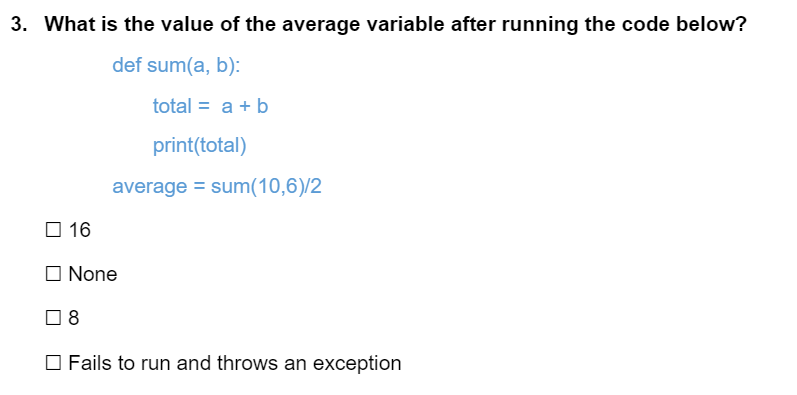 3. What is the value of the average variable after running the code below?
def sum(a, b):
total = a + b
print(total)
average = sum(10,6)/2
☐ 16
☐ None
☐ 8
☐ Fails to run and throws an exception